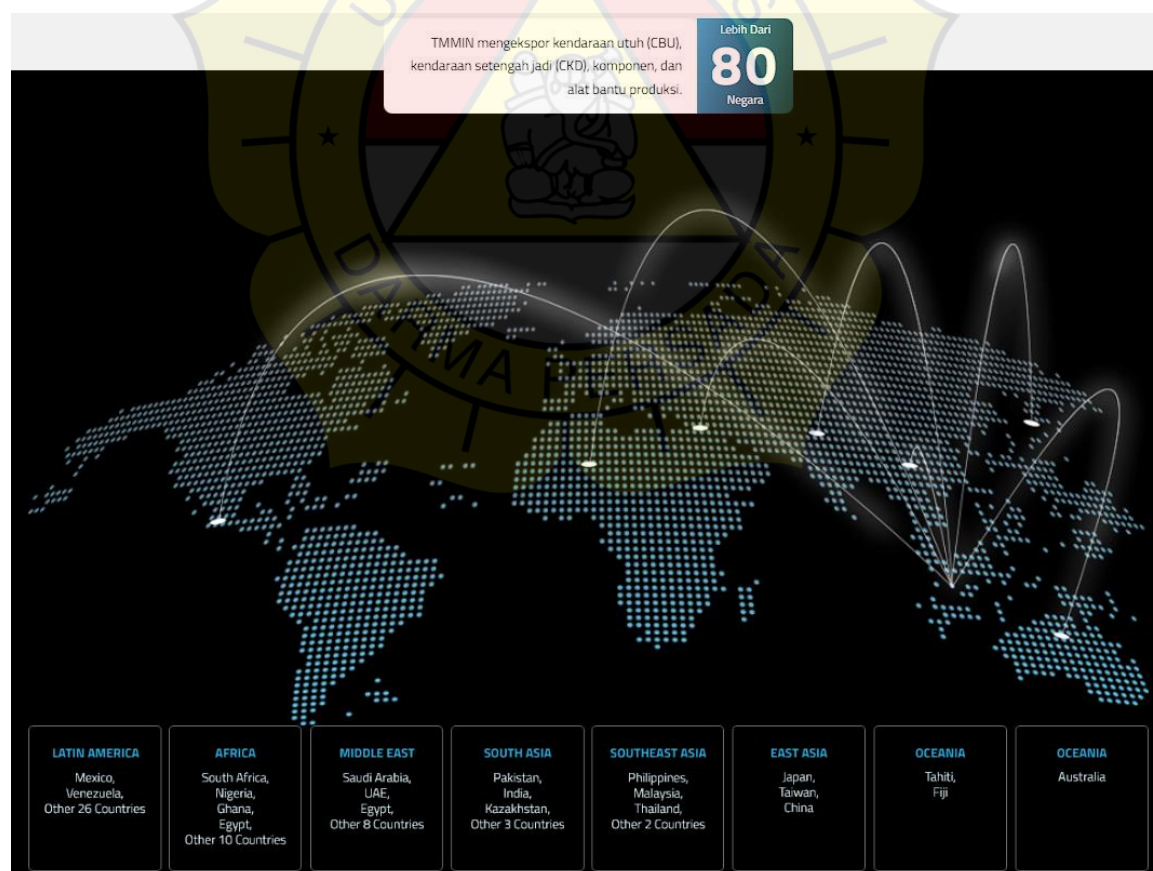 TMMIN mengekspor kendaraan utuh (CBU),
kendaraan setengah jadi (CKD), komponen, dan
alat bantu produksi.
Lebih Dari
80
Negara
DARMA PERSADA
LATIN AMERICA
Mexico,
Venezuela,
Other 26 Countries
AFRICA
South Africa,
Nigeria,
Ghana,
Egypt,
Other 10 Countries
MIDDLE EAST
Saudi Arabia,
UAE,
Egypt,
Other 8 Countries
SOUTH ASIA
Pakistan,
India,
Kazakhstan,
Other 3 Countries
SOUTHEAST ASIA
Philippines,
Malaysia,
Thailand,
Other 2 Countries
EAST ASIA
Japan,
Taiwan,
China
OCEANIA
Tahiti,
Fiji
OCEANIA
Australia